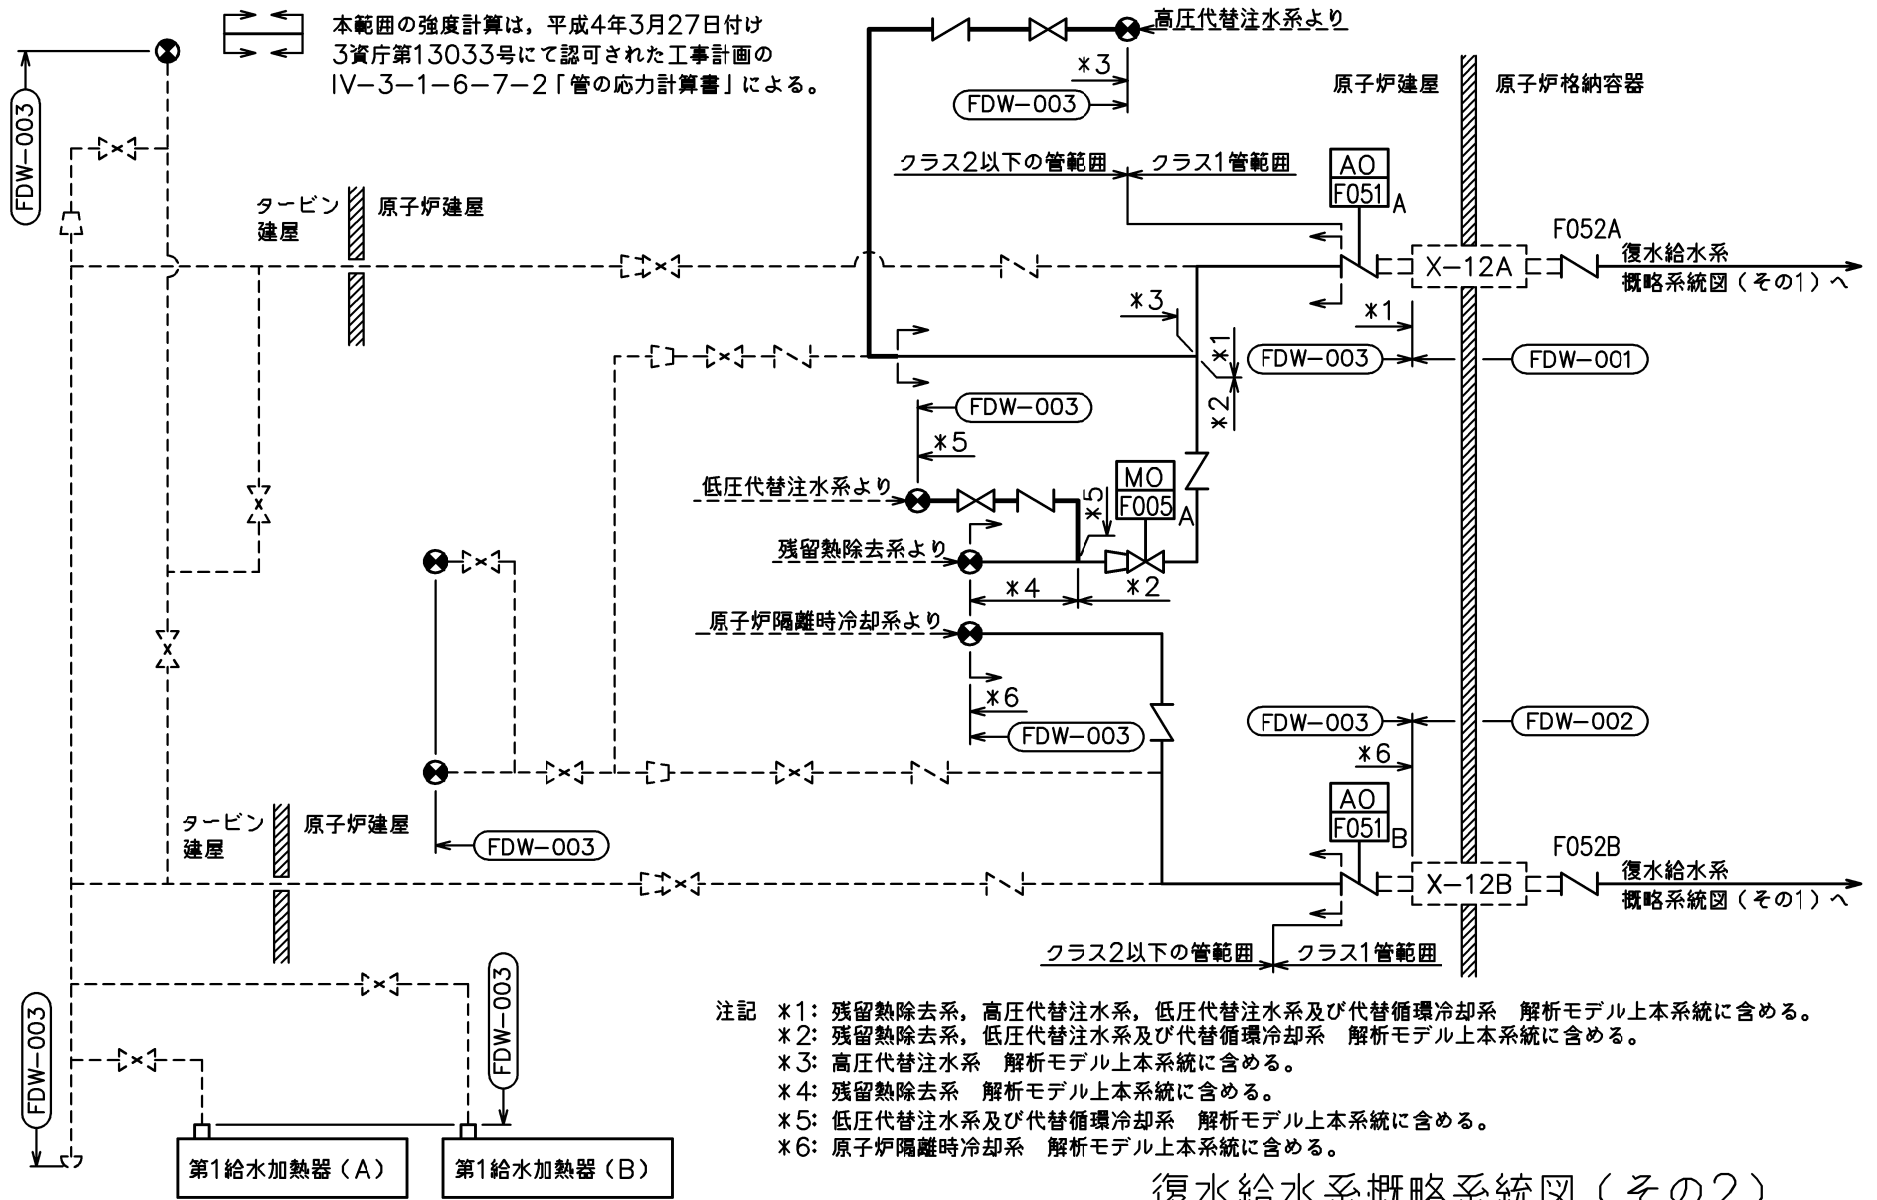 本範囲の強度計算は，平成4年3月27日付け
3資庁第13033号にて認可された工事計画の
IV-3-1-6-7-2「管の応力計算書」による。
高圧代替注水系より
*3
FDW-003
FDW-003
原子炉建屋
原子炉格納容器
クラス2以下の管範囲
クラス1管範囲
AO
F051
A
タービン
建屋
原子炉建屋
F052A
X-12A
復水給水系
概略系統図（その1）へ
*3
*1
*1
*2
FDW-003
FDW-001
FDW-003
*5
低圧代替注水系より
*5
MO
F005
A
残留熱除去系より
*4
*2
原子炉隔離時冷却系より
*6
FDW-003
FDW-003
FDW-002
*6
AO
F051
B
タービン
建屋
原子炉建屋
FDW-003
F052B
X-12B
復水給水系
概略系統図（その1）へ
クラス2以下の管範囲
クラス1管範囲
FDW-003
FDW-003
第1給水加熱器（A）
第1給水加熱器（B）
注記　*1：残留熱除去系，高圧代替注水系，低圧代替注水系及び代替循環冷却系　解析モデル上本系統に含める。
*2：残留熱除去系，低圧代替注水系及び代替循環冷却系　解析モデル上本系統に含める。
*3：高圧代替注水系　解析モデル上本系統に含める。
*4：残留熱除去系　解析モデル上本系統に含める。
*5：低圧代替注水系及び代替循環冷却系　解析モデル上本系統に含める。
*6：原子炉隔離時冷却系　解析モデル上本系統に含める。
復水給水系概略系統図（その2）